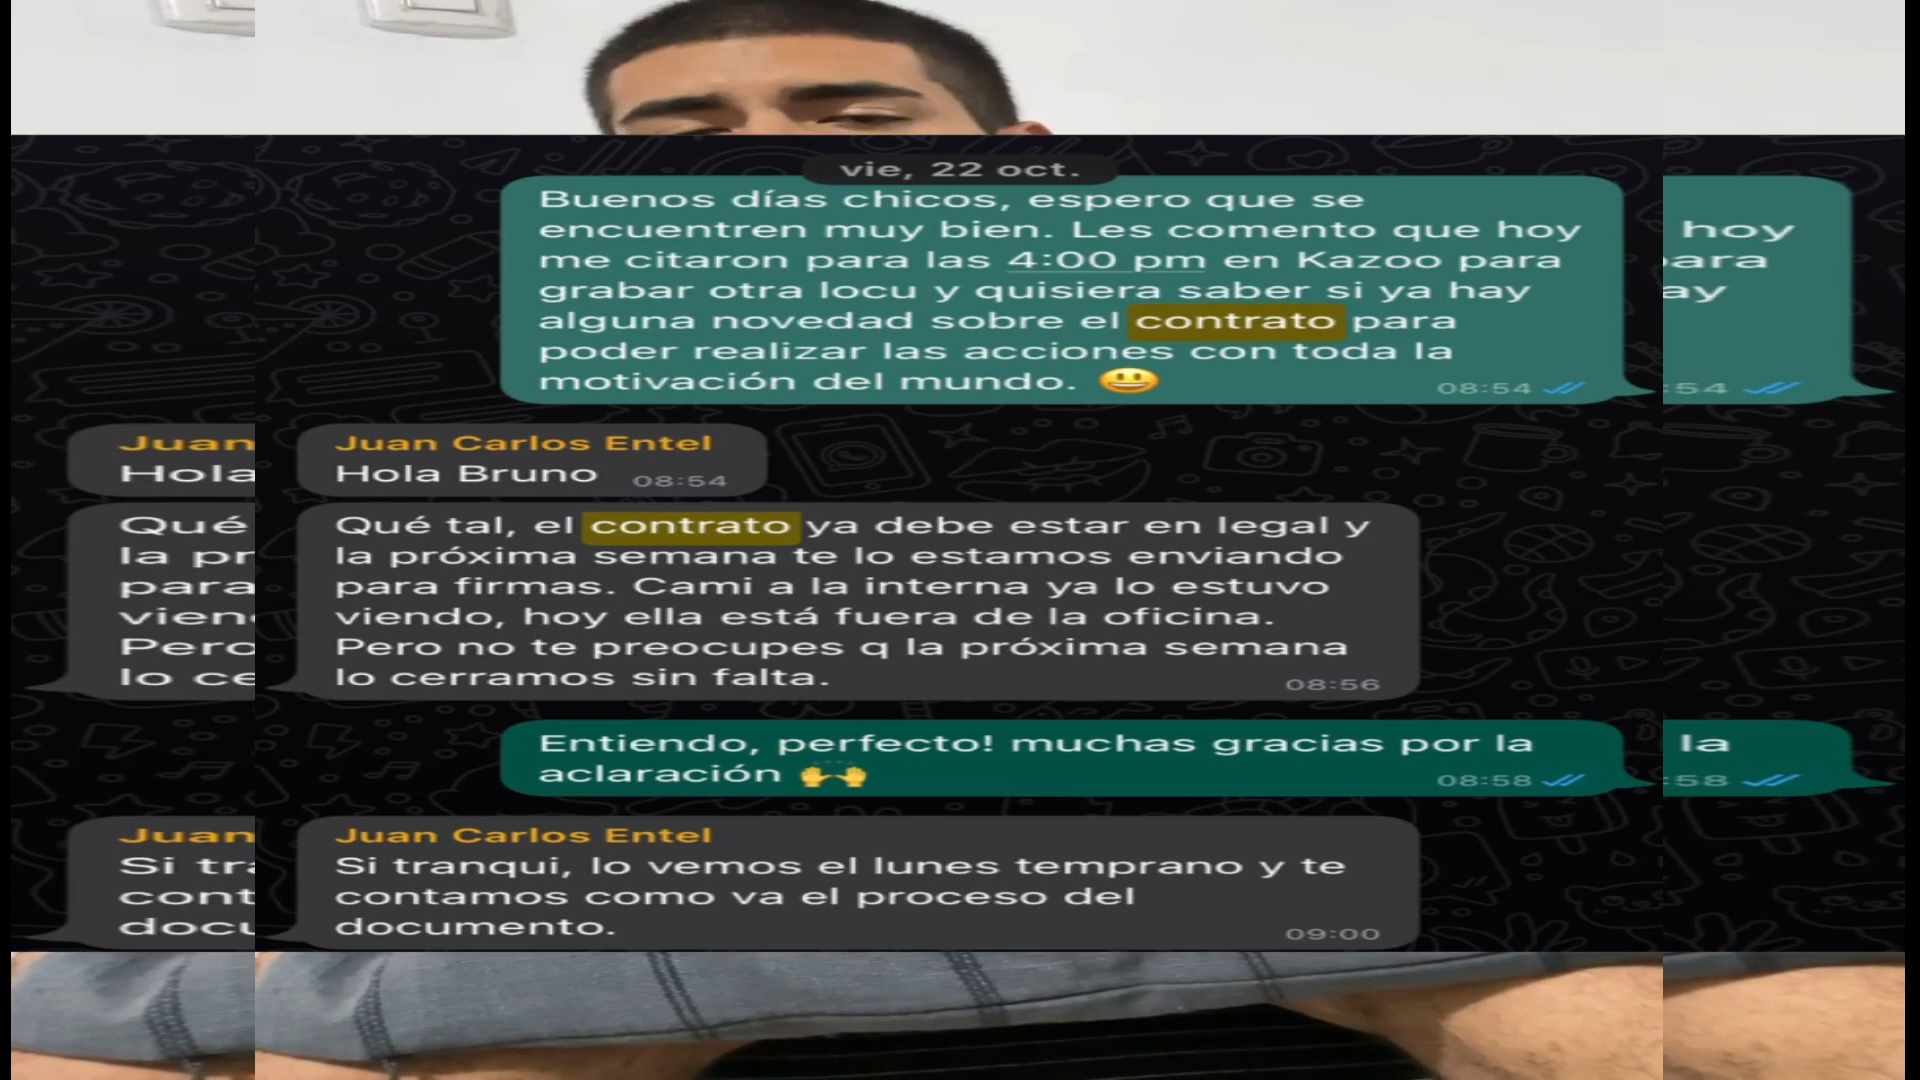 vie, 22 oct.
Buenos días chicos, espero que se
encuentren muy bien. Les comento que hoy
me citaron para las 4:00 pm en Kazoo para
grabar otra locu y quisiera saber si ya hay
alguna novedad sobre el contrato para
poder realizar las acciones con toda la
motivación del mundo. 😃
08:54
Juan Carlos Entel
Hola Bruno 08:54
Qué tal, el contrato ya debe estar en legal y
la próxima semana te lo estamos enviando
para firmas. Cami a la interna ya lo estuvo
viendo, hoy ella está fuera de la oficina.
Pero no te preocupes q la próxima semana
lo cerramos sin falta.
08:56
Entiendo, perfecto! muchas gracias por la
aclaración 🙌
08:58
Juan Carlos Entel
Si tranqui, lo vemos el lunes temprano y te
contamos como va el proceso del
documento.
09:00